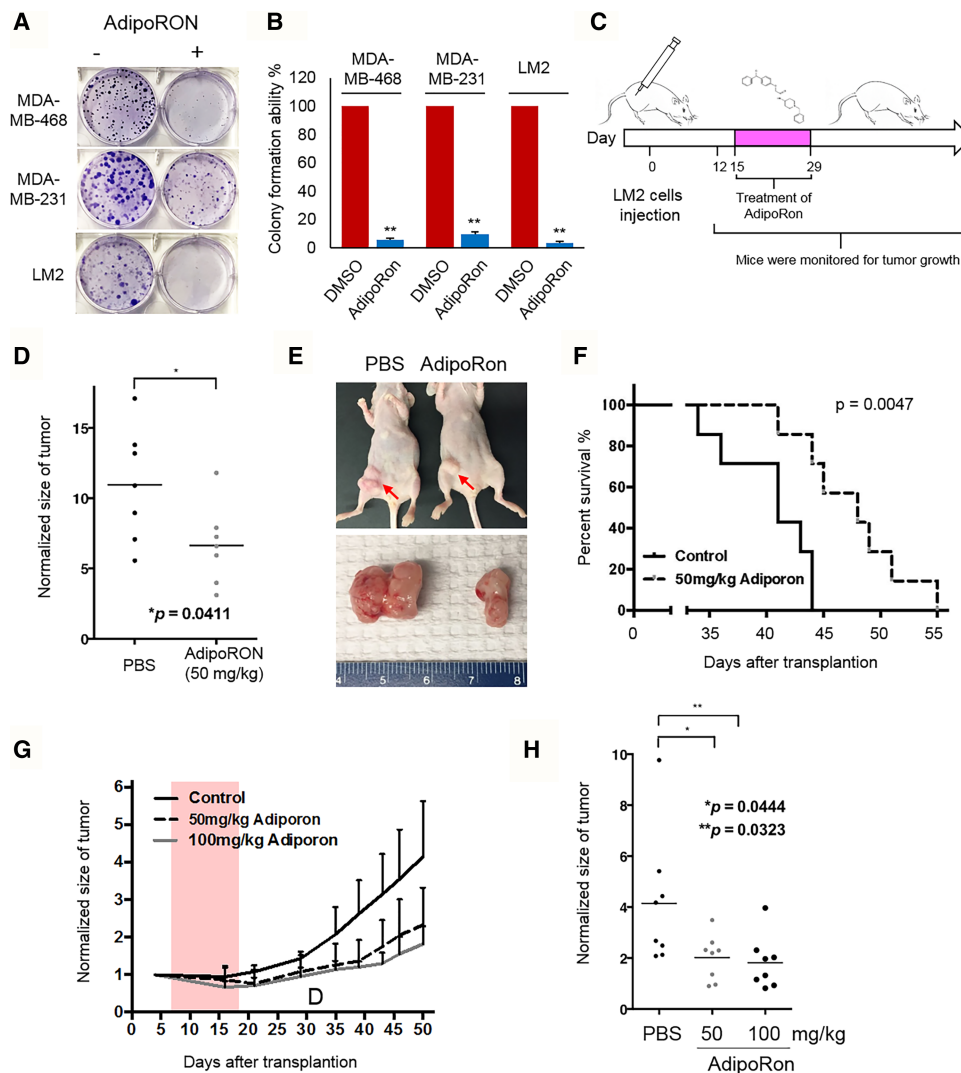 A
AdipoRON
- +
MDA-
MB-468
MDA-
MB-231
LM2
B
MDA-
MB-468
MDA-
MB-231
LM2
Colony formation ability %
120
100
80
60
40
20
0
**
**
**
DMSO
AdipoRon
DMSO
AdipoRon
DMSO
AdipoRon
C
Day
0 12 15 29
LM2 cells
injection
Treatment of
AdipoRon
Mice were monitored for tumor growth
D
*
Normalized size of tumor
15
10
5
0
*p = 0.0411
PBS
AdipoRON
(50 mg/kg)
E
PBS AdipoRon
4 5 6 7 8
F
p = 0.0047
Percent survival %
100
80
60
40
20
0
Control
50mg/kg Adiporon
0 35 40 45 50 55
Days after transplantion
G
Normalized size of tumor
6
5
4
3
2
1
0
Control
50mg/kg Adiporon
100mg/kg Adiporon
D
0 5 10 15 20 25 30 35 40 45 50
Days after transplantion
H
**
*
Normalized size of tumor
10
8
6
4
2
0
*p = 0.0444
**p = 0.0323
PBS 50 100 mg/kg
AdipoRon